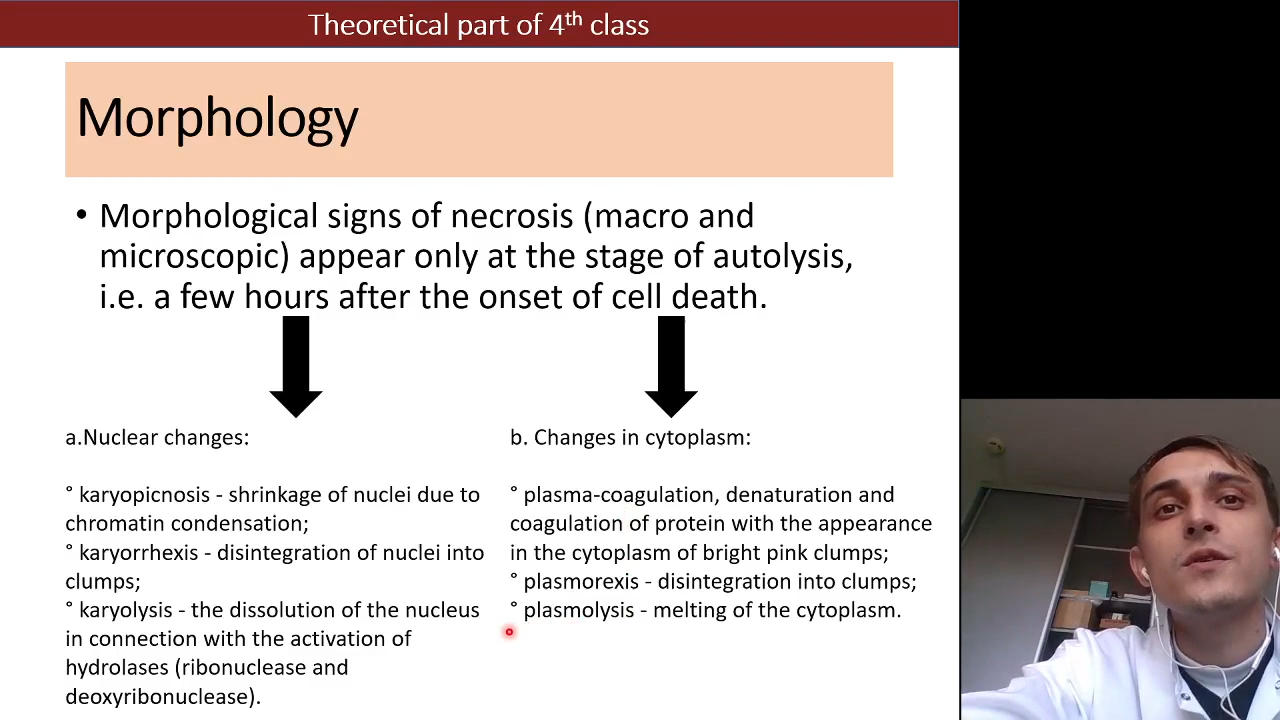 Theoretical part of 4th class
Morphology
• Morphological signs of necrosis (macro and
microscopic) appear only at the stage of autolysis,
i.e. a few hours after the onset of cell death.
a.Nuclear changes:
° karyopicnosis - shrinkage of nuclei due to
chromatin condensation;
° karyorrhexis - disintegration of nuclei into
clumps;
° karyolysis - the dissolution of the nucleus
in connection with the activation of
hydrolases (ribonuclease and
deoxyribonuclease).
b. Changes in cytoplasm:
° plasma-coagulation, denaturation and
coagulation of protein with the appearance
in the cytoplasm of bright pink clumps;
° plasmorexis - disintegration into clumps;
° plasmolysis - melting of the cytoplasm.